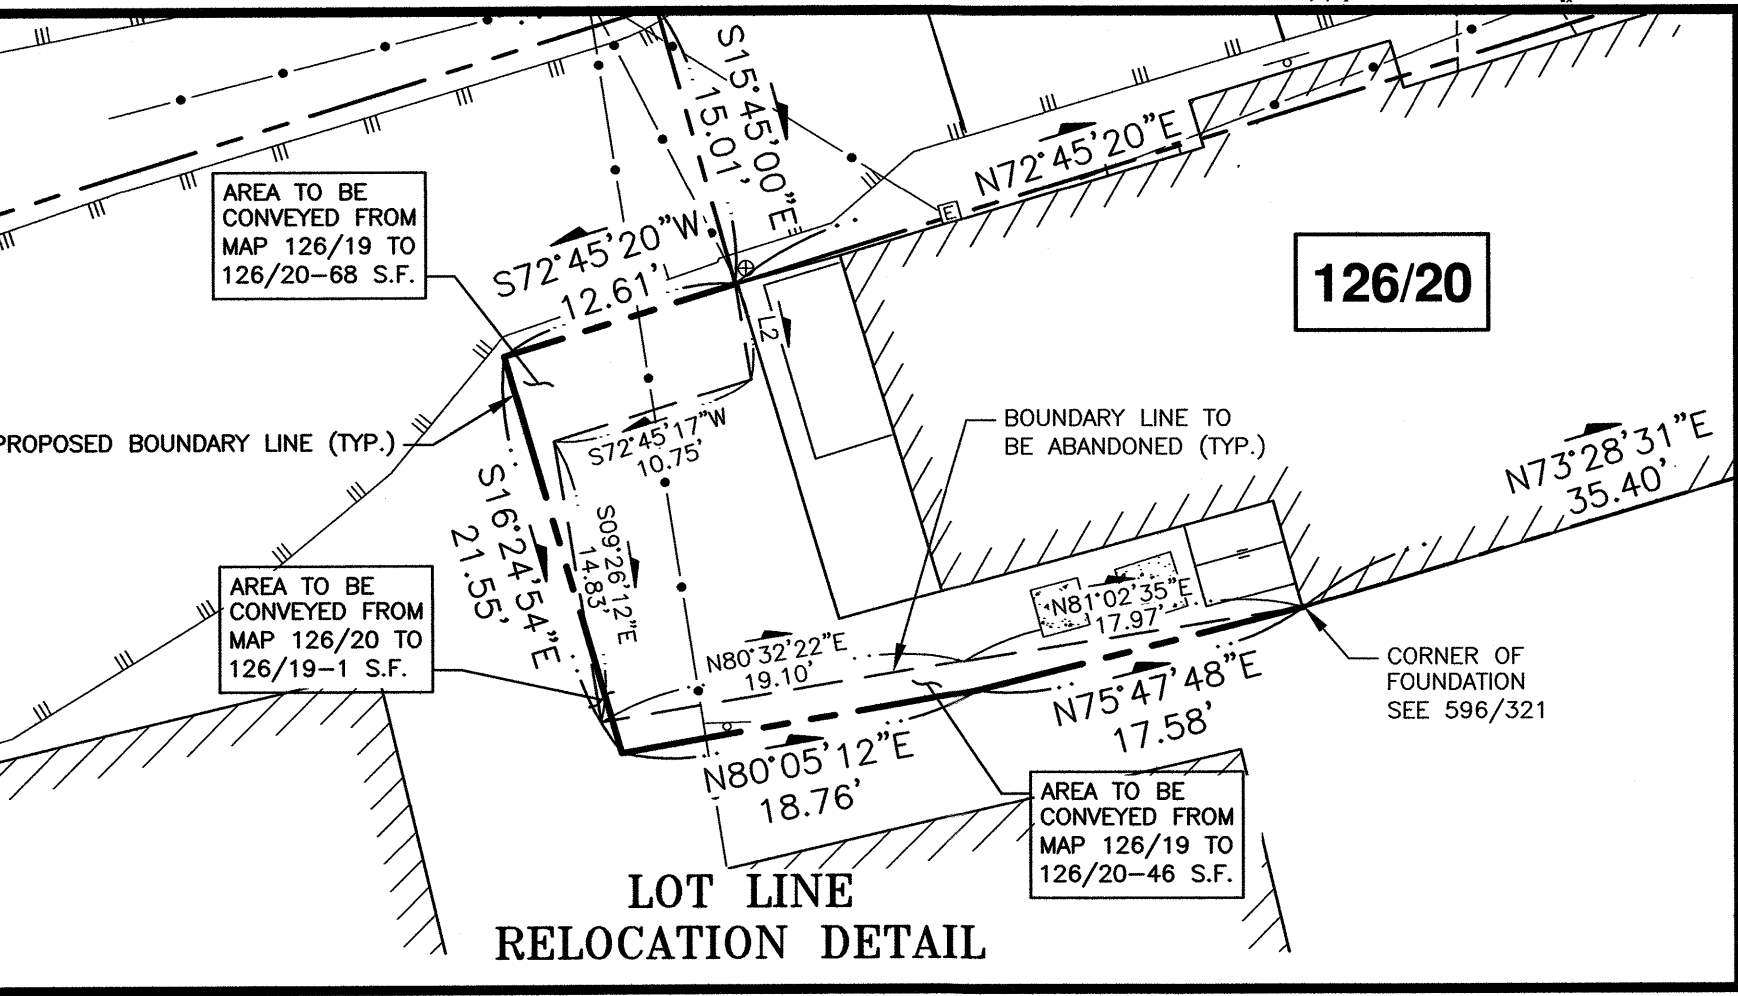 S15°45'00"E
15.01'
N72°45'20"E
AREA TO BE
CONVEYED FROM
MAP 126/19 TO
126/20-68 S.F.
S72°45'20"W
12.61'
E
126/20
L2
PROPOSED BOUNDARY LINE (TYP.)
S72°45'17"W
10.75'
BOUNDARY LINE TO
BE ABANDONED (TYP.)
N73°28'31"E
35.40'
S16°24'54"E
21.55'
S09°26'12"E
14.83'
AREA TO BE
CONVEYED FROM
MAP 126/20 TO
126/19-1 S.F.
N81°02'35"E
17.97'
N80°32'22"E
19.10'
CORNER OF
FOUNDATION
SEE 596/321
N75°47'48"E
17.58'
N80°05'12"E
18.76'
AREA TO BE
CONVEYED FROM
MAP 126/19 TO
126/20-46 S.F.
LOT LINE
RELOCATION DETAIL